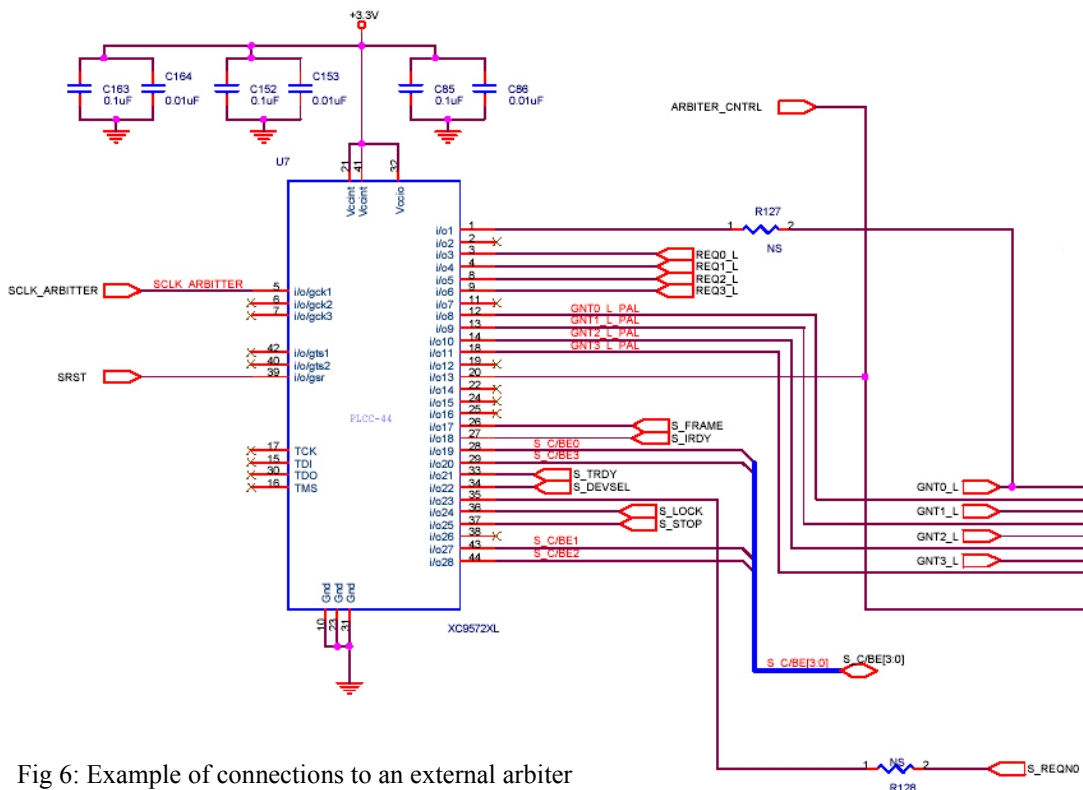 +3.3V
C163
0.1uF
C164
0.01uF
C152
0.1uF
C153
0.01uF
C85
0.1uF
C86
0.01uF
ARBITER_CNTRL
U7
21
41
32
Vccint
Vccint
Vccio
R127
1
2
NS
i/o1 1
i/o2 2
i/o3 3 REQ0_L
i/o4 4 REQ1_L
i/o5 8 REQ2_L
i/o6 9 REQ3_L
i/o7 11
i/o8 12 GNT0_L_PAL
i/o9 13 GNT1_L_PAL
i/o10 14 GNT2_L_PAL
i/o11 18 GNT3_L_PAL
i/o12 19
i/o13 20
i/o14 22
i/o15 24
i/o16 25
i/o17 26 S_FRAME
i/o18 27 S_IRDY
i/o19 28 S_C/BE0
i/o20 29 S_C/BE3
i/o21 33 S_TRDY
i/o22 34 S_DEVSEL
i/o23 35
i/o24 36 S_LOCK
i/o25 37 S_STOP
i/o26 38
i/o27 43 S_C/BE1
i/o28 44 S_C/BE2
SCLK_ARBITTER SCLK_ARBITTER 5 i/o/gck1
6 i/o/gck2
7 i/o/gck3
42 i/o/gts1
40 i/o/gts2
SRST 39 i/o/gsr
PLCC-44
17 TCK
15 TDI
30 TDO
16 TMS
GNT0_L
GNT1_L
GNT2_L
GNT3_L
Gnd
Gnd
Gnd
10
23
31
XC9572XL
S_C/BE[3:0] S_C/BE[3:0]
1 NS 2 S_REQN0
R128
Fig 6: Example of connections to an external arbiter